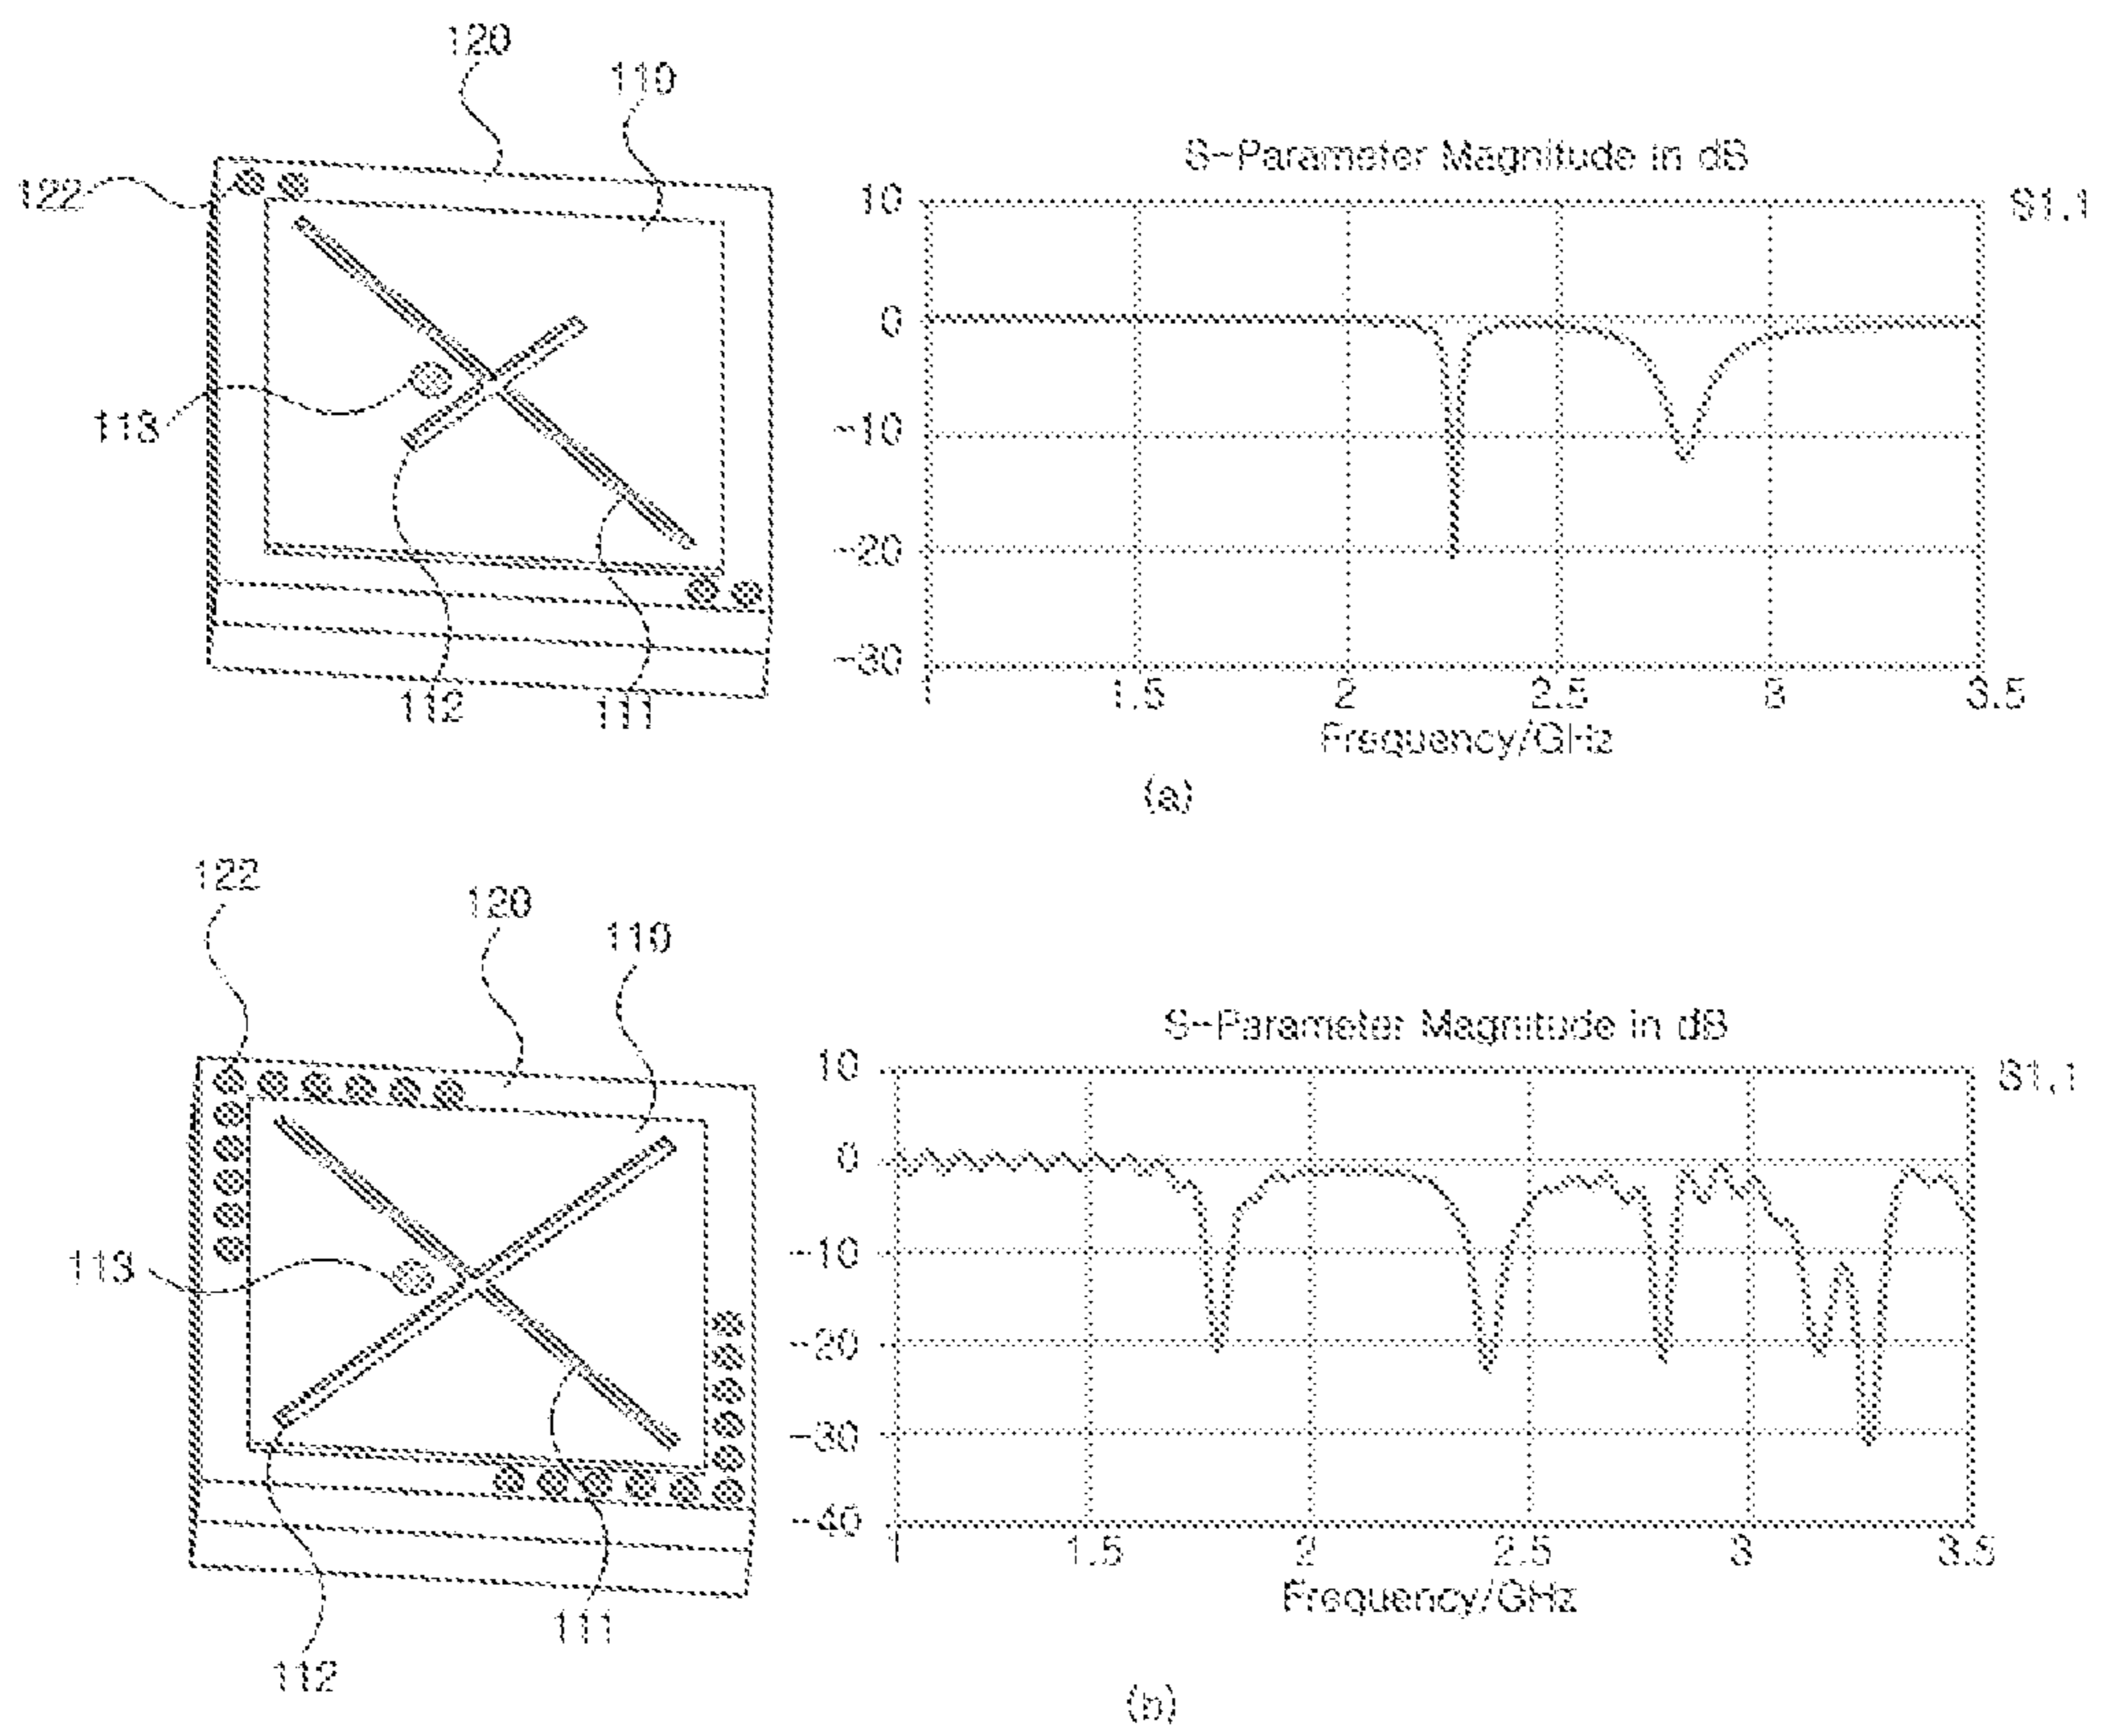 120
110
122
113
112
111
S-Parameter Magnitude in dB
S1,1
10
0
-10
-20
-30
1 1.5 2 2.5 3 3.5
Frequency/GHz
(a)
122
120
110
113
111
112
S-Parameter Magnitude in dB
S1,1
10
0
-10
-20
-30
-40
1 1.5 2 2.5 3 3.5
Frequency/GHz
(b)